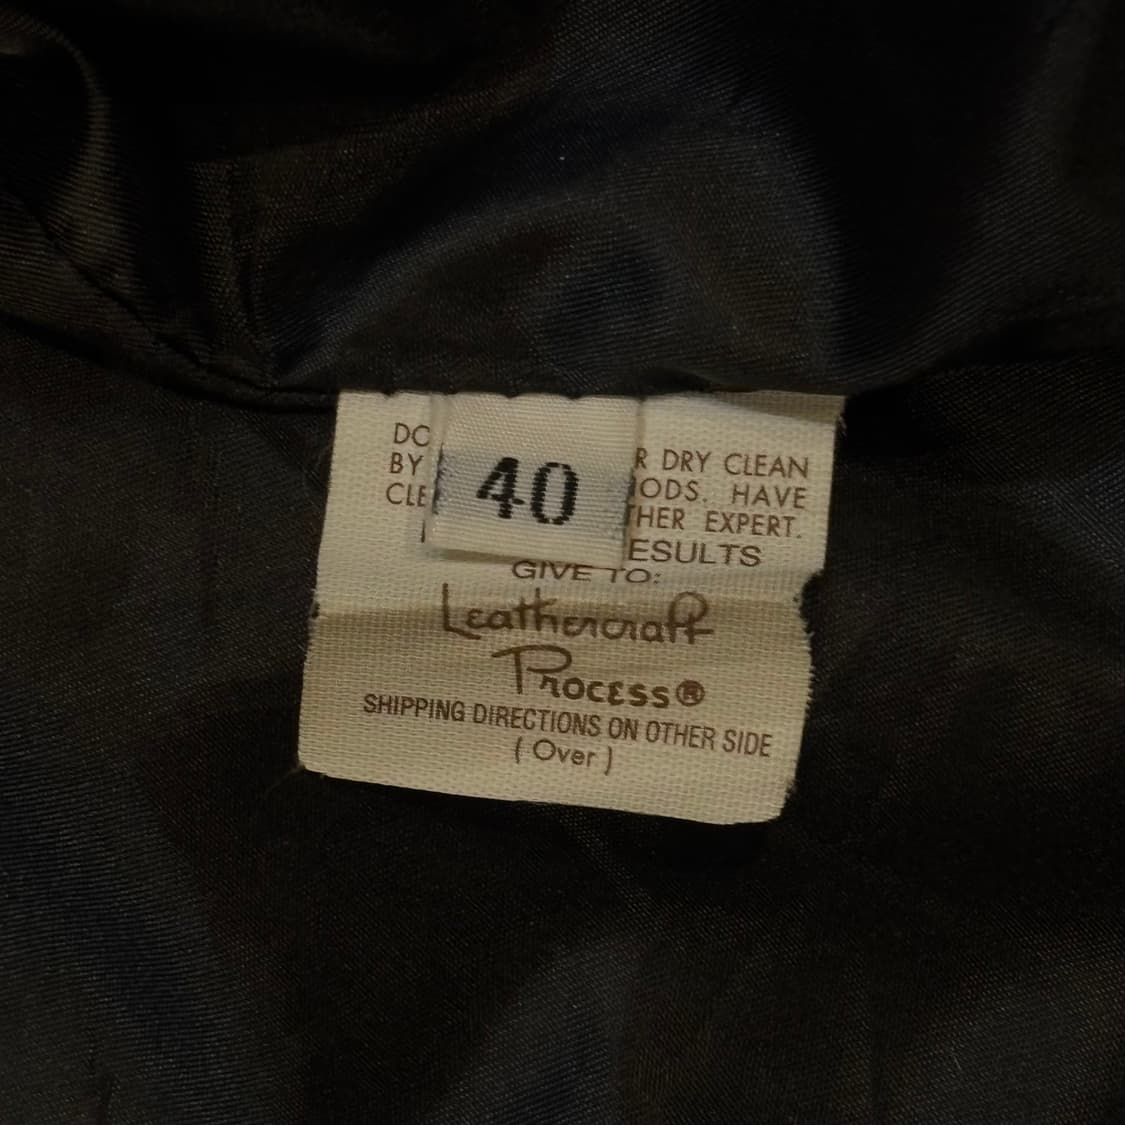 40
DO
R DRY CLEAN
BY
ODS. HAVE
CLE
HER EXPERT.
ESULTS
GIVE TO:
Leathercraft
Process®
SHIPPING DIRECTIONS ON OTHER SIDE
( Over )